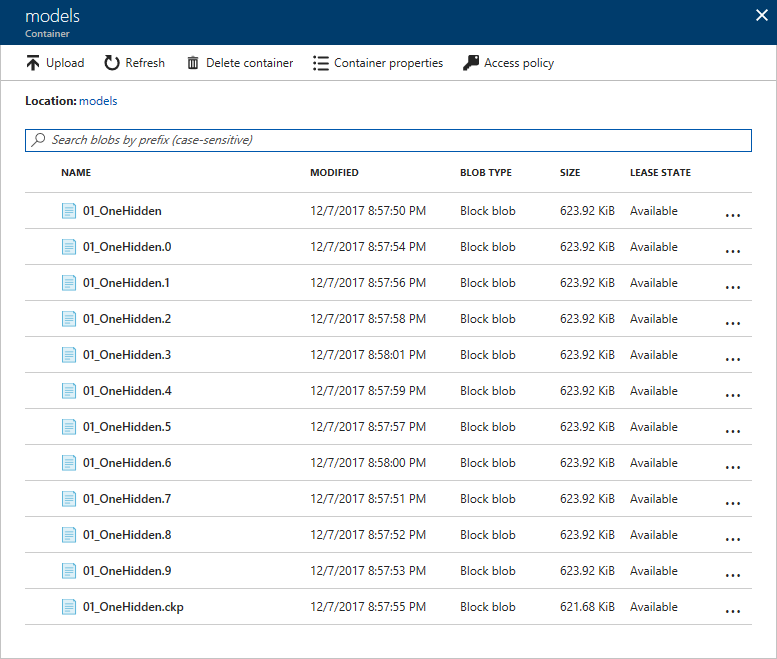 models
Container
Upload Refresh Delete container Container properties Access policy
Location: models
Search blobs by prefix (case-sensitive)
NAME MODIFIED BLOB TYPE SIZE LEASE STATE
01_OneHidden 12/7/2017 8:57:50 PM Block blob 623.92 KiB Available ...
01_OneHidden.0 12/7/2017 8:57:54 PM Block blob 623.92 KiB Available ...
01_OneHidden.1 12/7/2017 8:57:56 PM Block blob 623.92 KiB Available ...
01_OneHidden.2 12/7/2017 8:57:58 PM Block blob 623.92 KiB Available ...
01_OneHidden.3 12/7/2017 8:58:01 PM Block blob 623.92 KiB Available ...
01_OneHidden.4 12/7/2017 8:57:59 PM Block blob 623.92 KiB Available ...
01_OneHidden.5 12/7/2017 8:57:57 PM Block blob 623.92 KiB Available ...
01_OneHidden.6 12/7/2017 8:58:00 PM Block blob 623.92 KiB Available ...
01_OneHidden.7 12/7/2017 8:57:51 PM Block blob 623.92 KiB Available ...
01_OneHidden.8 12/7/2017 8:57:52 PM Block blob 623.92 KiB Available ...
01_OneHidden.9 12/7/2017 8:57:53 PM Block blob 623.92 KiB Available ...
01_OneHidden.ckp 12/7/2017 8:57:55 PM Block blob 621.68 KiB Available ...